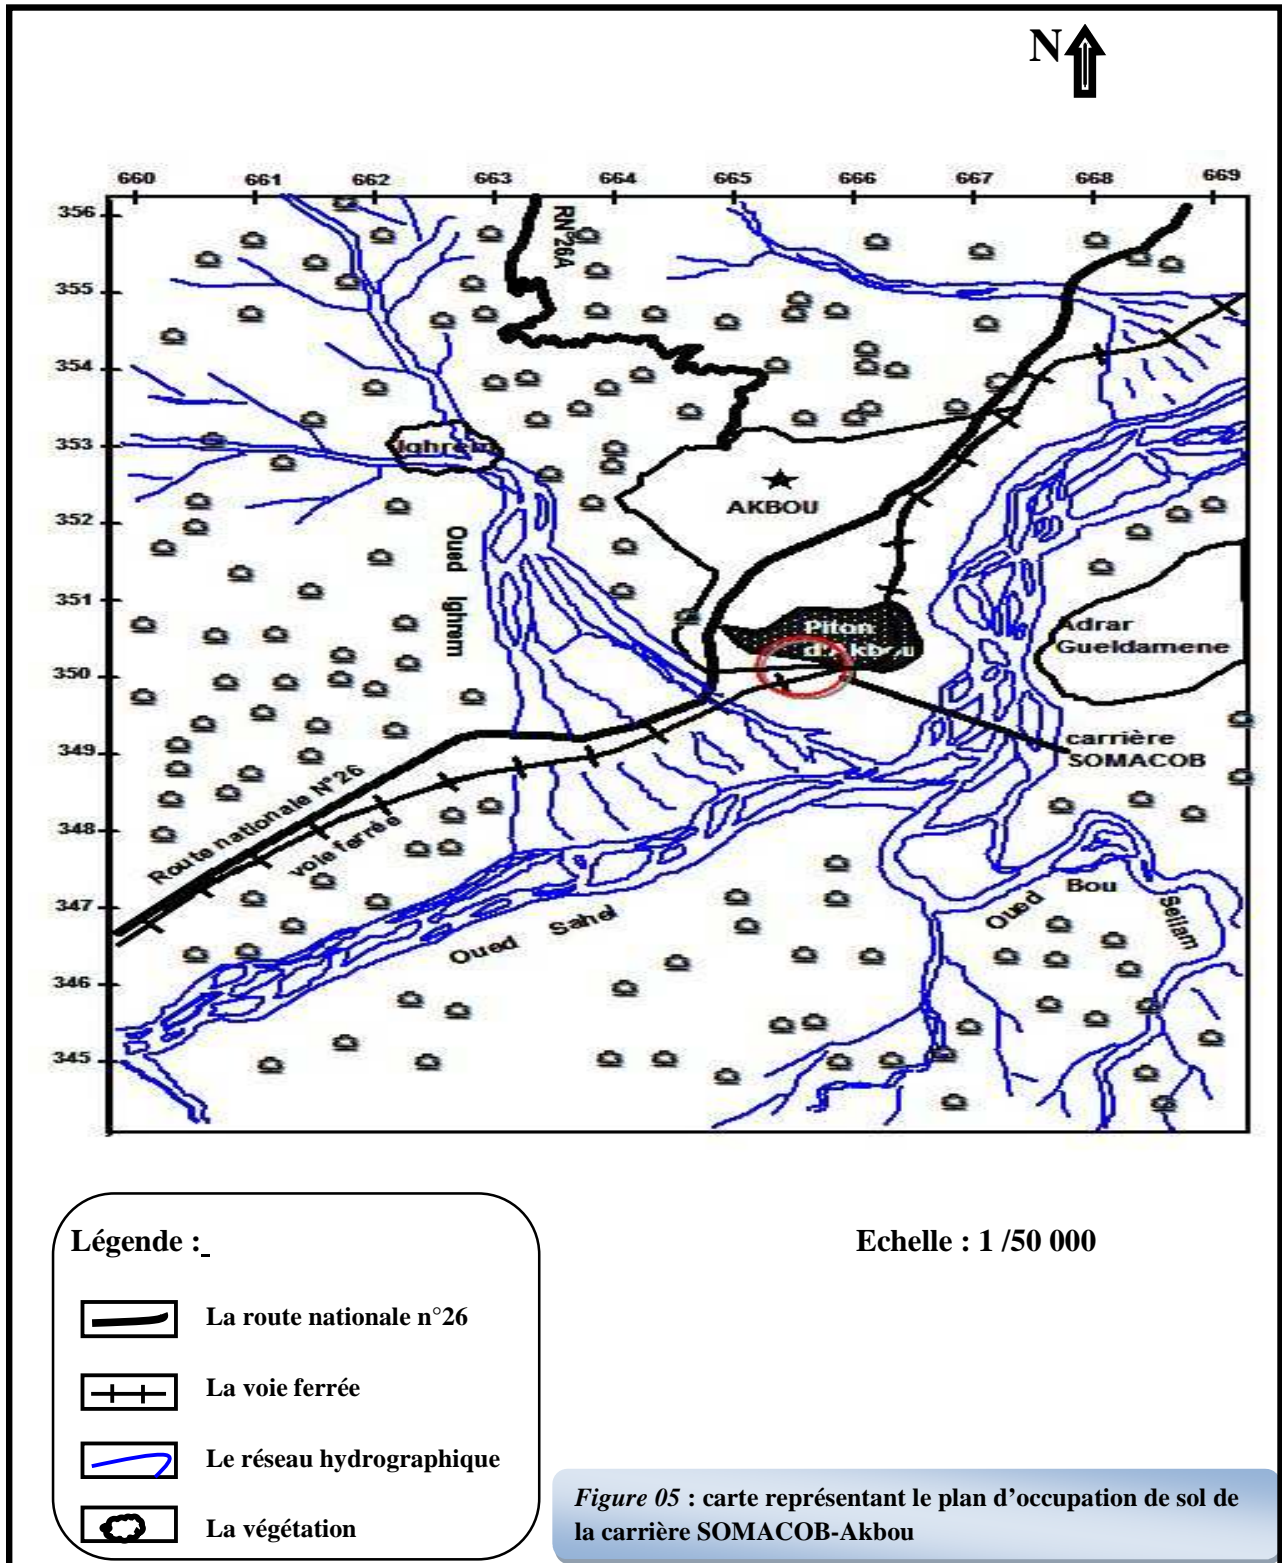 N
660 661 662 663 664 665 666 667 668 669
356
355
354
353
352
351
350
349
348
347
346
345
RN°26A
Ighrem
AKBOU
Oued Ighrem
Piton
d'Akbou
Adrar
Gueldamene
carrière
SOMACOB
Route nationale N°26
voie ferrée
Oued Sahel
Oued Bou Sellam
Légende :
Echelle : 1 /50 000
La route nationale n°26
La voie ferrée
Le réseau hydrographique
La végétation
Figure 05 : carte représentant le plan d'occupation de sol de
la carrière SOMACOB-Akbou